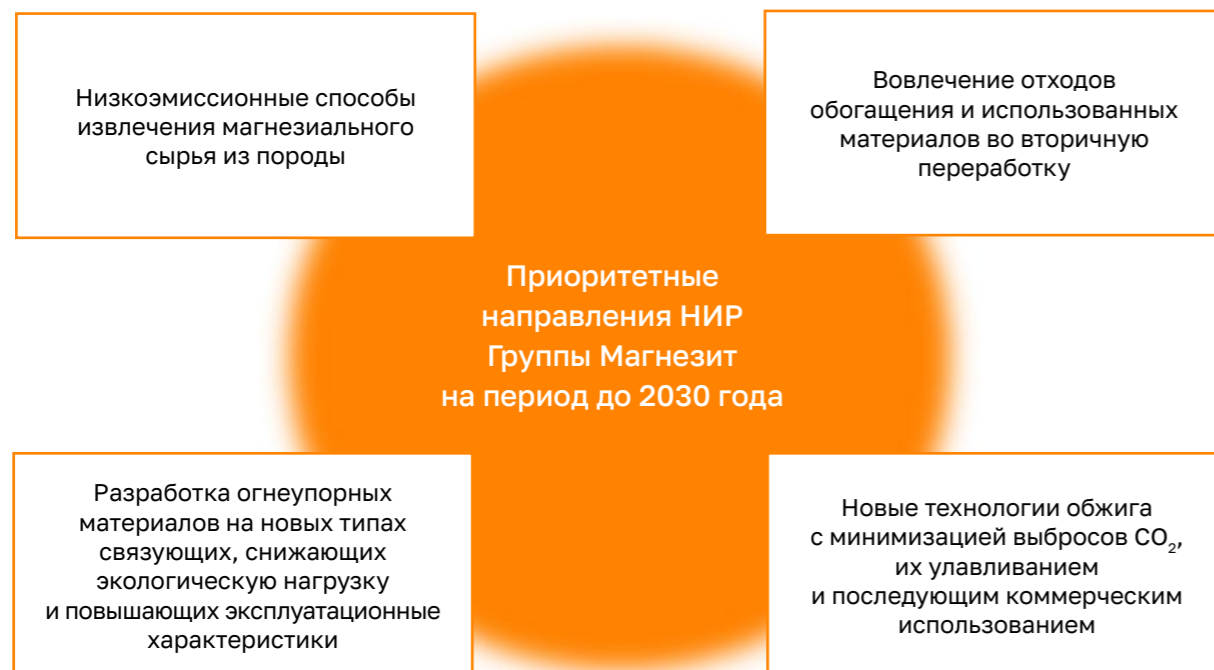 Низкоэмиссионные способы
извлечения магнезиального
сырья из породы
Вовлечение отходов
обогащения и использованных
материалов во вторичную
переработку
Приоритетные
направления НИР
Группы Магнезит
на период до 2030 года
Разработка огнеупорных
материалов на новых типах
связующих, снижающих
экологическую нагрузку
и повышающих эксплуатационные
характеристики
Новые технологии обжига
с минимизацией выбросов CO₂,
их улавливанием
и последующим коммерческим
использованием